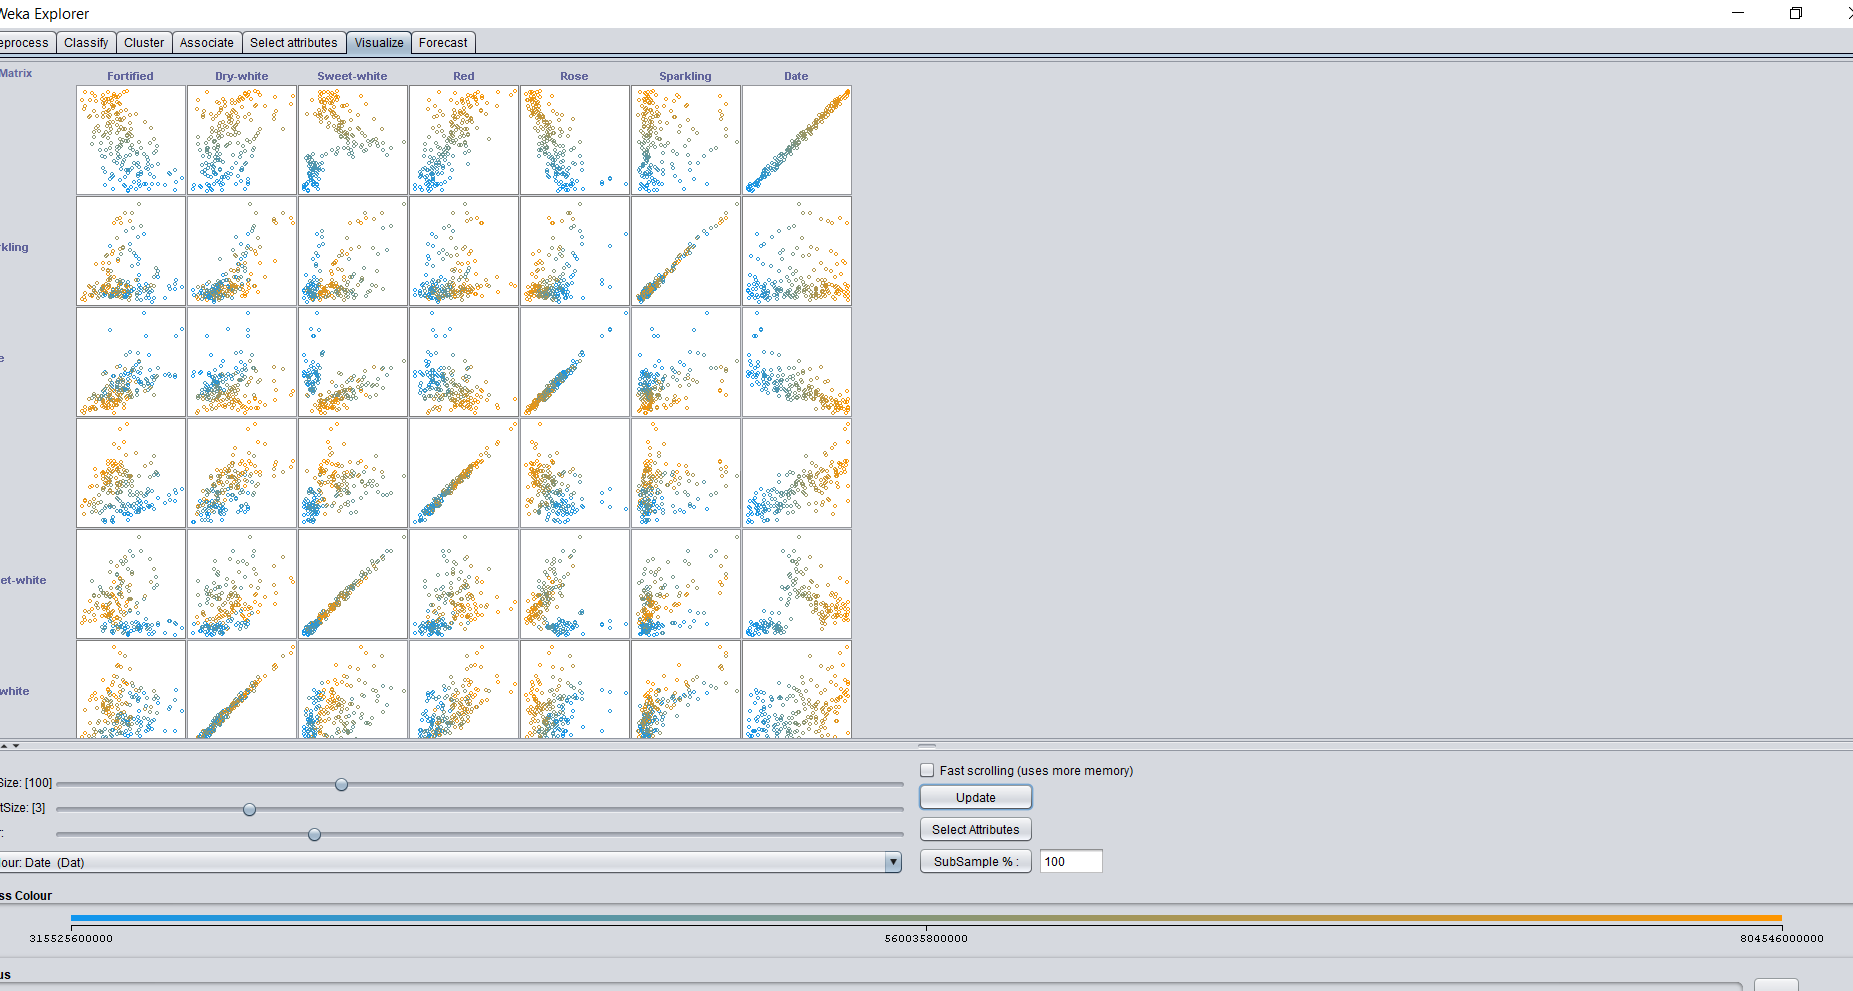 Weka Explorer
eprocess Classify Cluster Associate Select attributes Visualize Forecast
Matrix Fortified Dry-white Sweet-white Red Rose Sparkling Date
kling
e
et-white
white
Size: [100]
tSize: [3]
r:
Fast scrolling (uses more memory)
Update
Select Attributes
lour: Date (Dat)
SubSample % : 100
ss Colour
315525600000 560035800000 804546000000
us